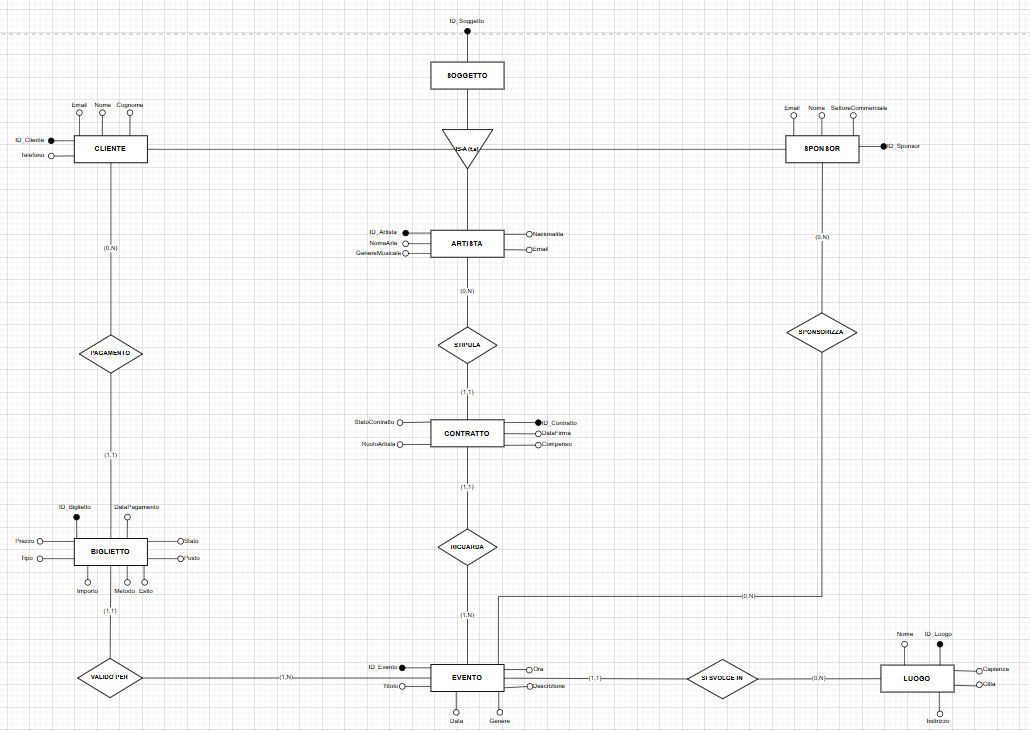 ID_Soggetto
SOGGETTO
Email
Nome
Cognome
ID_Cliente
Telefono
CLIENTE
IS-A (t,e)
Email
Nome
SettoreCommerciale
SPONSOR
ID_Sponsor
ID_Artista
NomeArte
GenereMusicale
ARTISTA
Nazionalita
Email
(0,N)
(0,N)
(0,N)
PAGAMENTO
STIPULA
SPONSORIZZA
(1,1)
StatoContratto
RuoloArtista
CONTRATTO
ID_Contratto
DataFirma
Compenso
(1,1)
(1,1)
ID_Biglietto
DataPagamento
Prezzo
Tipo
BIGLIETTO
Stato
Posto
Importo
Metodo
Esito
RIGUARDA
(1,1)
(1,N)
(0,N)
VALIDO PER
(1,N)
ID_Evento
Titolo
EVENTO
Ora
Descrizione
Data
Genere
(1,1)
SI SVOLGE IN
(0,N)
Nome
ID_Luogo
LUOGO
Capienza
Citta
Indirizzo